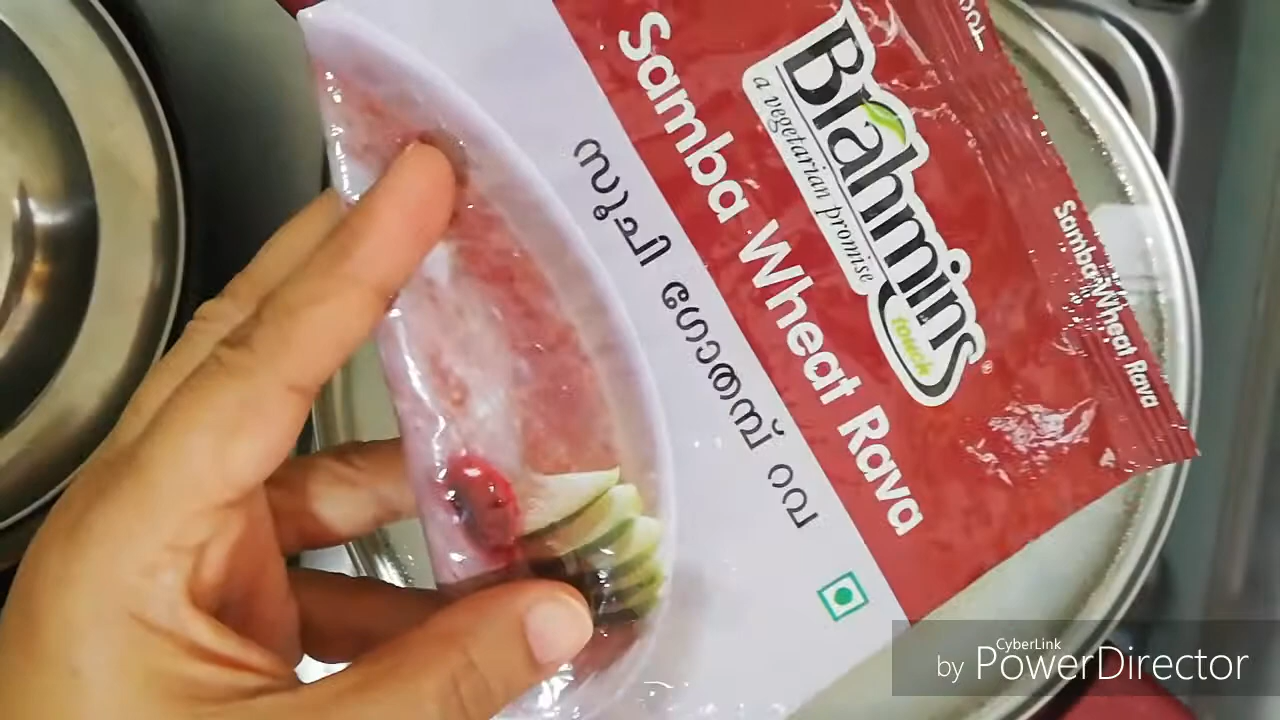 Brahmins®
touch
a vegetarian promise
Samba Wheat Rava
സൂചി ഗോതമ്പ് റവ
Samba Wheat Rava
CyberLink
by PowerDirector